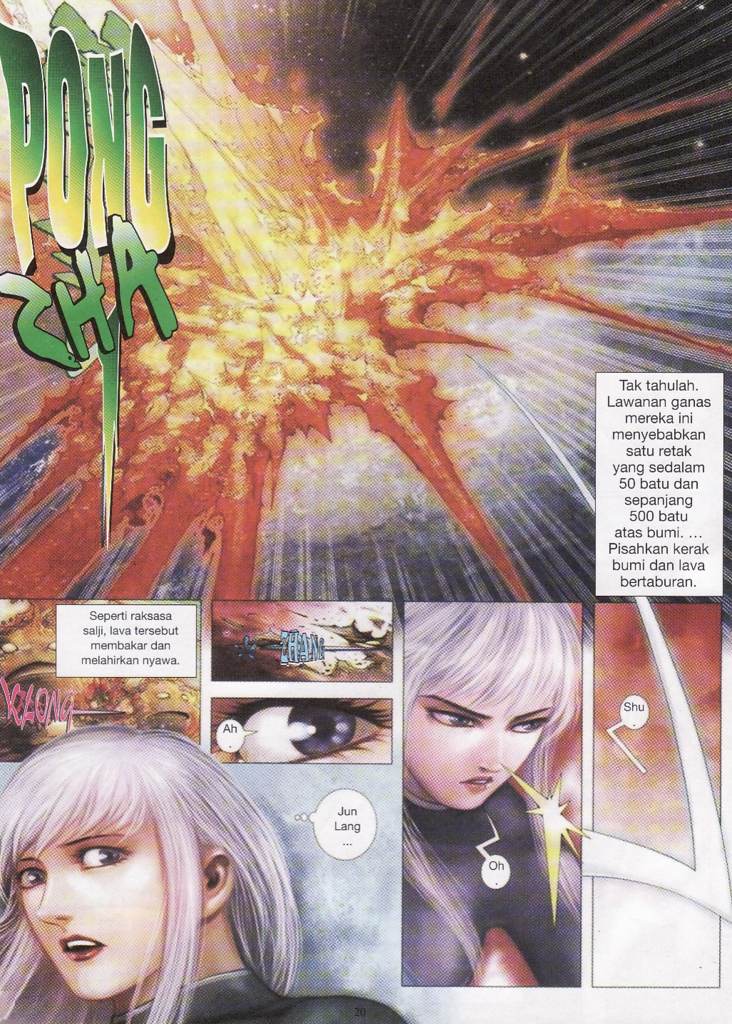 PONG
CHA
Tak tahulah.
Lawanan ganas
mereka ini
menyebabkan
satu retak
yang sedalam
50 batu dan
sepanjang
500 batu
atas bumi. ...
Pisahkan kerak
bumi dan lava
bertaburan.
Seperti raksasa
salji, lava tersebut
membakar dan
melahirkan nyawa.
KLONG
ZHANG
Ah
Jun
Lang
...
Oh
Shu
20